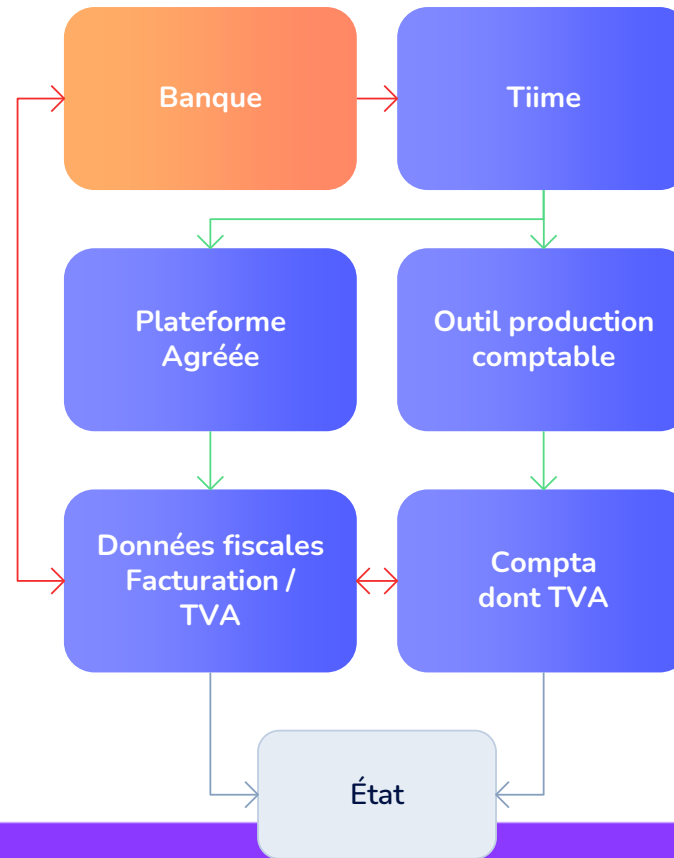 Banque
Tiime
Plateforme
Agréée
Outil production
comptable
Données fiscales
Facturation /
TVA
Compta
dont TVA
État